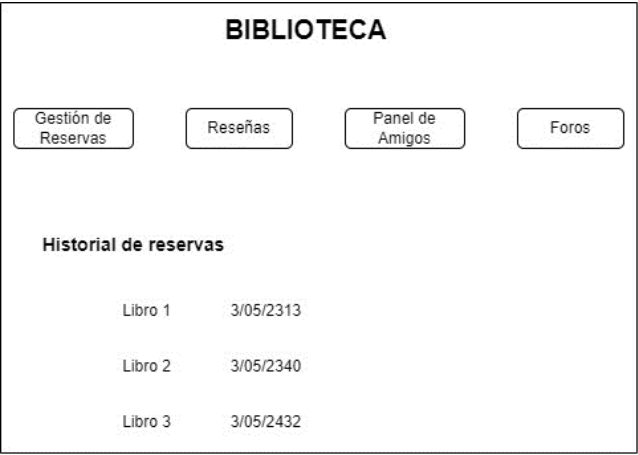 BIBLIOTECA
Gestión de
Reservas
Reseñas
Panel de
Amigos
Foros
Historial de reservas
Libro 1 3/05/2313
Libro 2 3/05/2340
Libro 3 3/05/2432